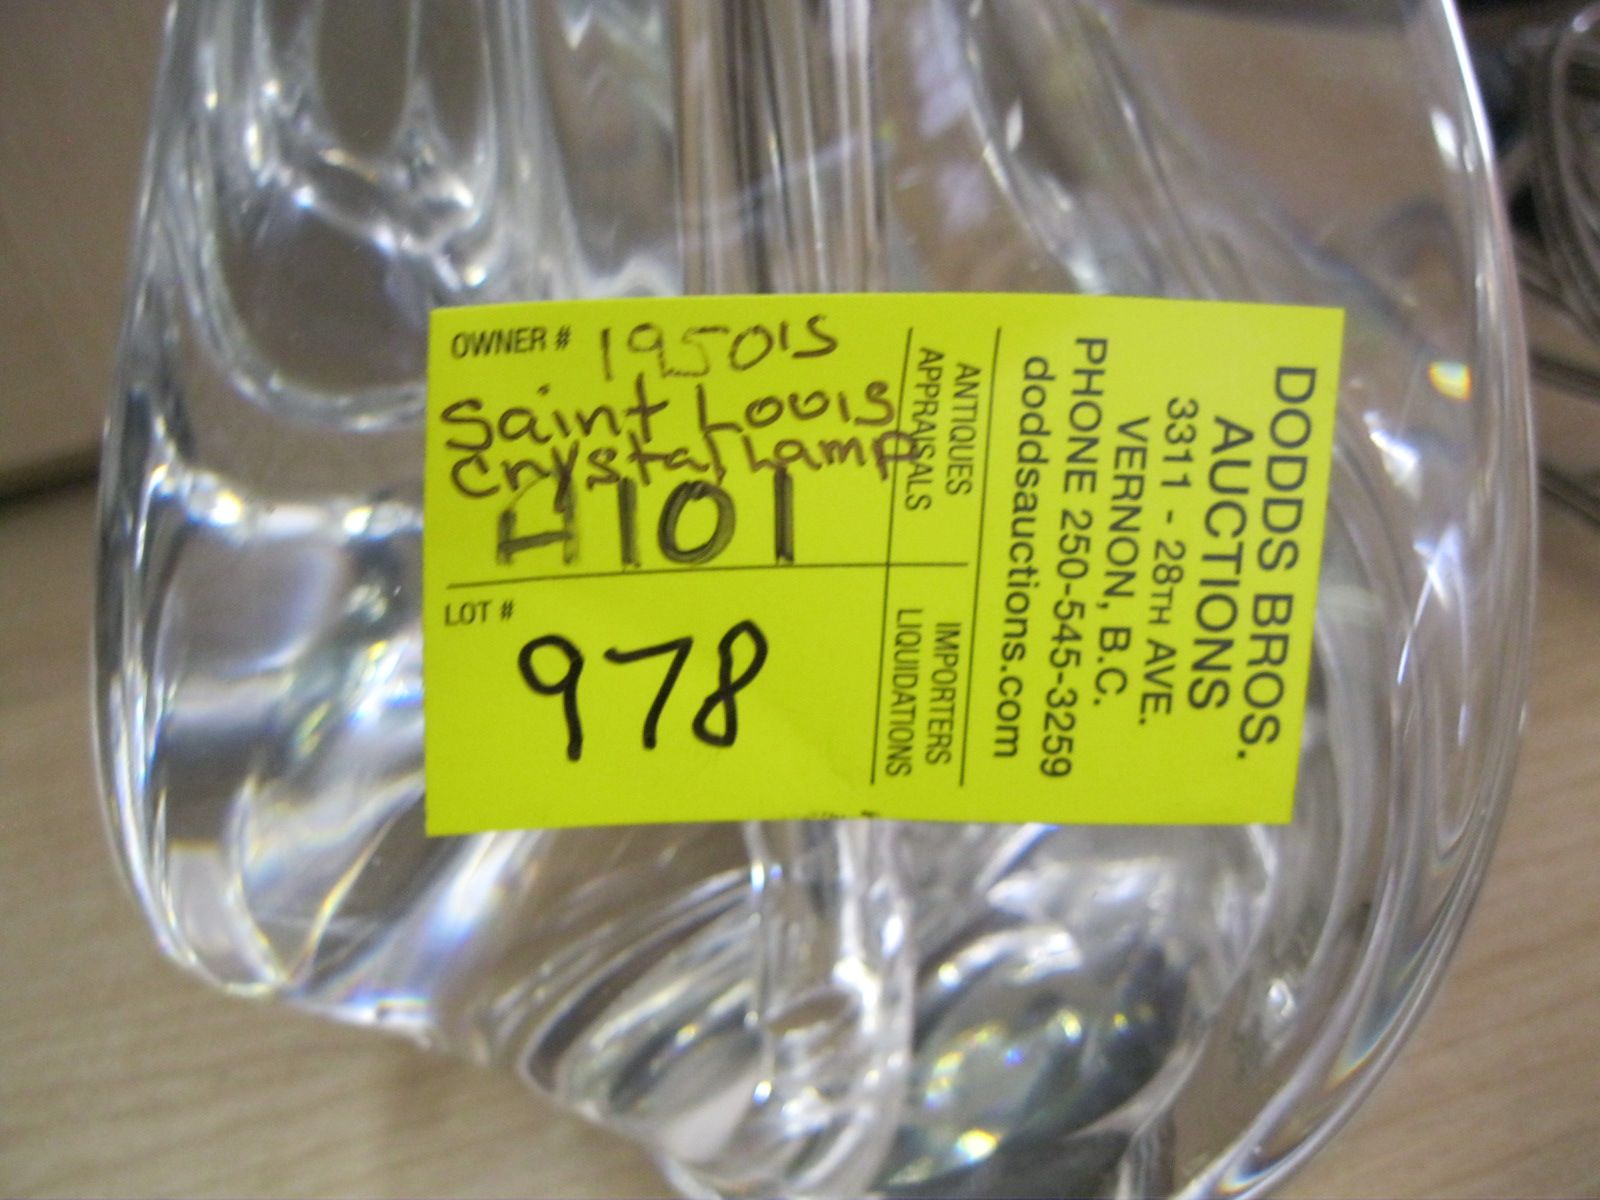 OWNER # 1950's
Saint Louis
Crystal Lamp
I101
LOT #
978
ANTIQUES
APPRAISALS
IMPORTERS
LIQUIDATIONS
DODDS BROS.
AUCTIONS
3311 - 28TH AVE.
VERNON, B.C.
PHONE 250-545-3259
doddsauctions.com